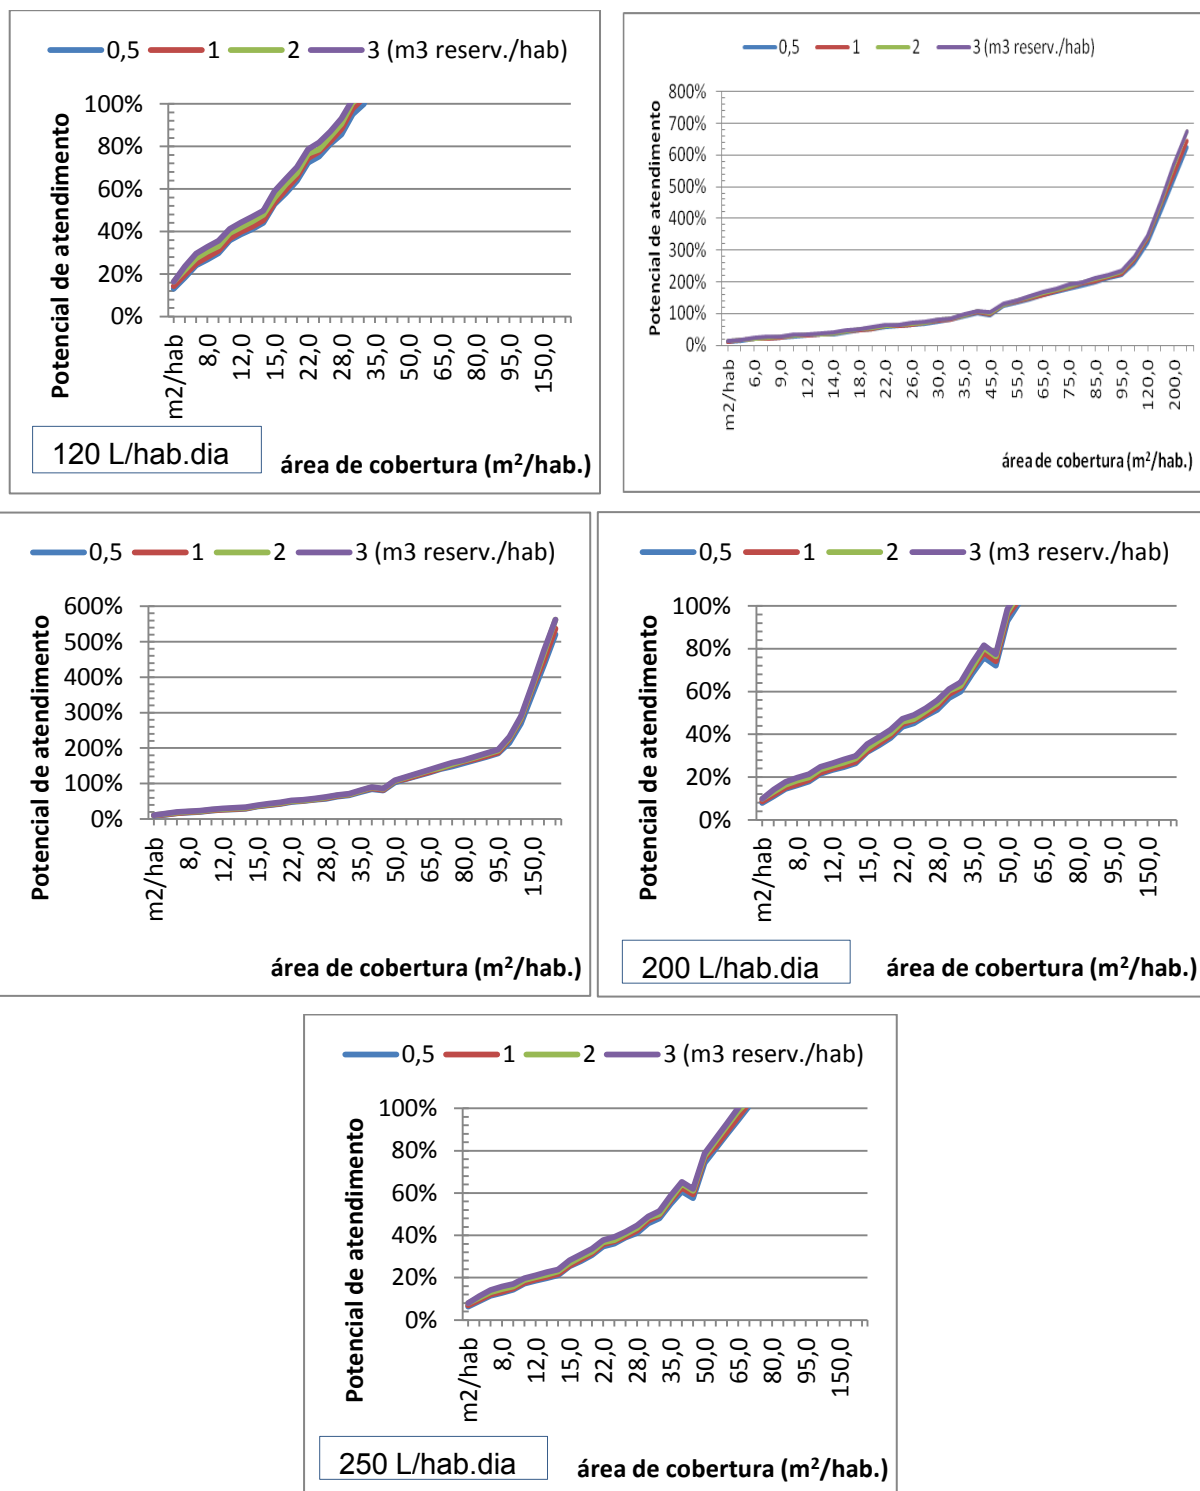 0,5 1 2 3 (m3 reserv./hab)
Potencial de atendimento
100%
80%
60%
40%
20%
0%
m2/hab 8,0 12,0 15,0 22,0 28,0 35,0 50,0 65,0 80,0 95,0 150,0
120 L/hab.dia
área de cobertura (m²/hab.)
0,5 1 2 3 (m3 reserv./hab)
Potencial de atendimento
800%
700%
600%
500%
400%
300%
200%
100%
0%
m2/hab 6,0 9,0 12,0 14,0 18,0 22,0 26,0 30,0 35,0 45,0 55,0 65,0 75,0 85,0 95,0 120,0 200,0
área de cobertura (m²/hab.)
0,5 1 2 3 (m3 reserv./hab)
Potencial de atendimento
600%
500%
400%
300%
200%
100%
0%
m2/hab 8,0 12,0 15,0 22,0 28,0 35,0 50,0 65,0 80,0 95,0 150,0
área de cobertura (m²/hab.)
0,5 1 2 3 (m3 reserv./hab)
Potencial de atendimento
100%
80%
60%
40%
20%
0%
m2/hab 8,0 12,0 15,0 22,0 28,0 35,0 50,0 65,0 80,0 95,0 150,0
200 L/hab.dia
área de cobertura (m²/hab.)
0,5 1 2 3 (m3 reserv./hab)
Potencial de atendimento
100%
80%
60%
40%
20%
0%
m2/hab 8,0 12,0 15,0 22,0 28,0 35,0 50,0 65,0 80,0 95,0 150,0
250 L/hab.dia
área de cobertura (m²/hab.)